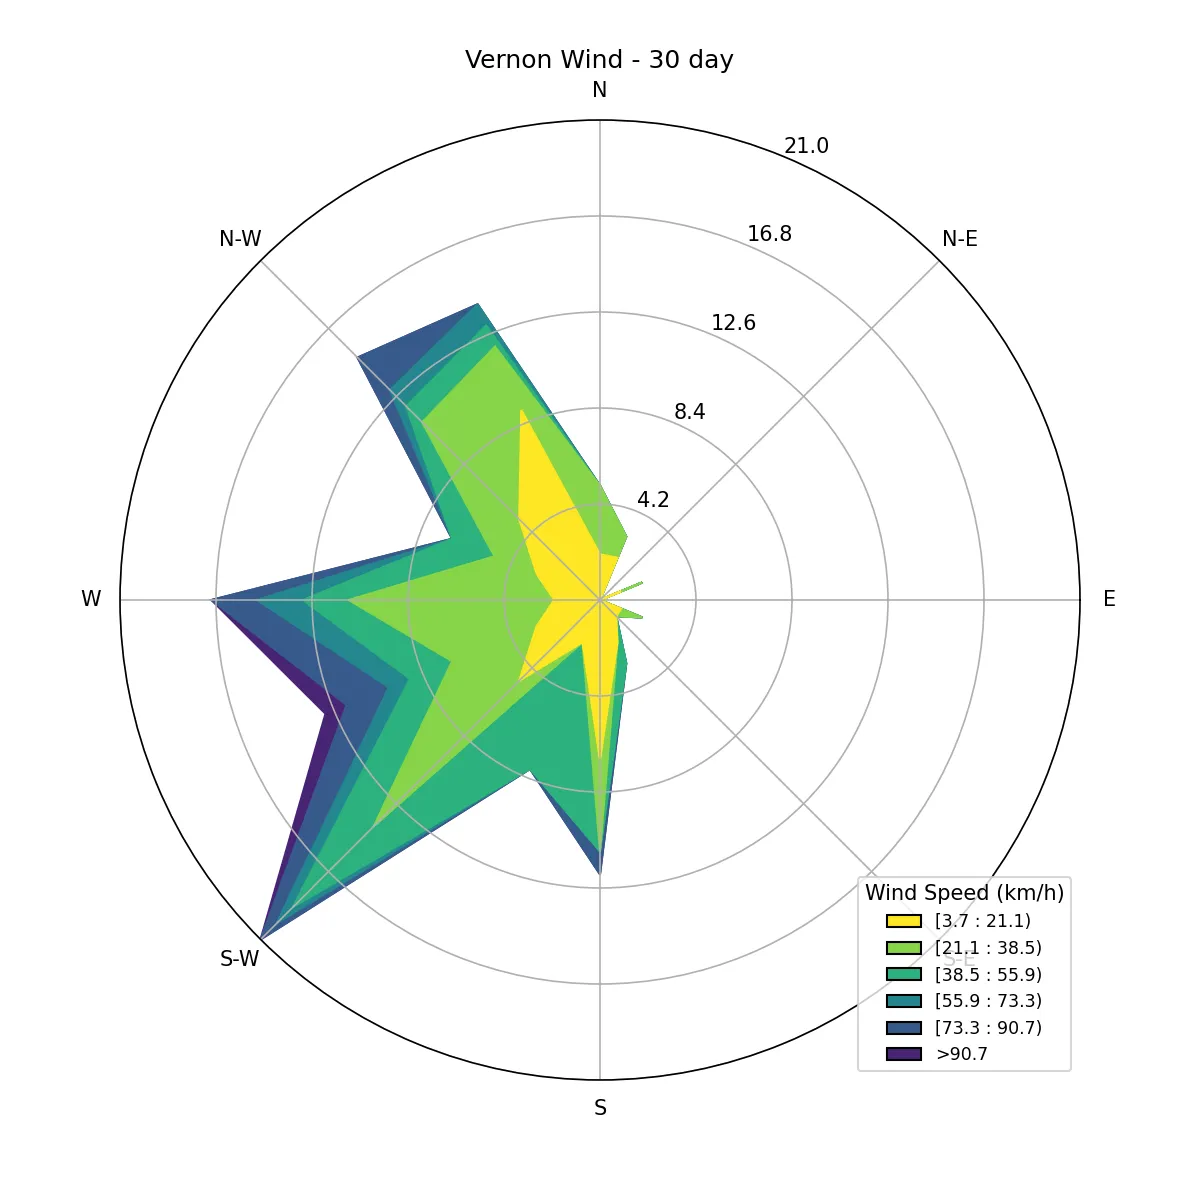 Vernon Wind - 30 day
N
21.0
16.8
N-W
N-E
12.6
8.4
4.2
W
E
S-W
S-E
Wind Speed (km/h)
[3.7 : 21.1)
[21.1 : 38.5)
[38.5 : 55.9)
[55.9 : 73.3)
[73.3 : 90.7)
>90.7
S